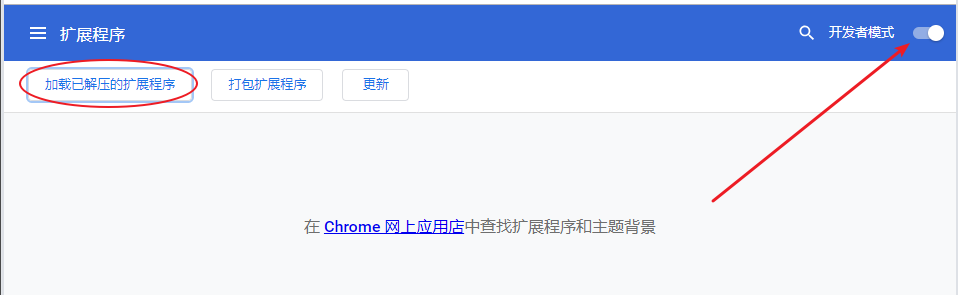 扩展程序 开发者模式
加载已解压的扩展程序 打包扩展程序 更新
在 Chrome 网上应用店中查找扩展程序和主题背景